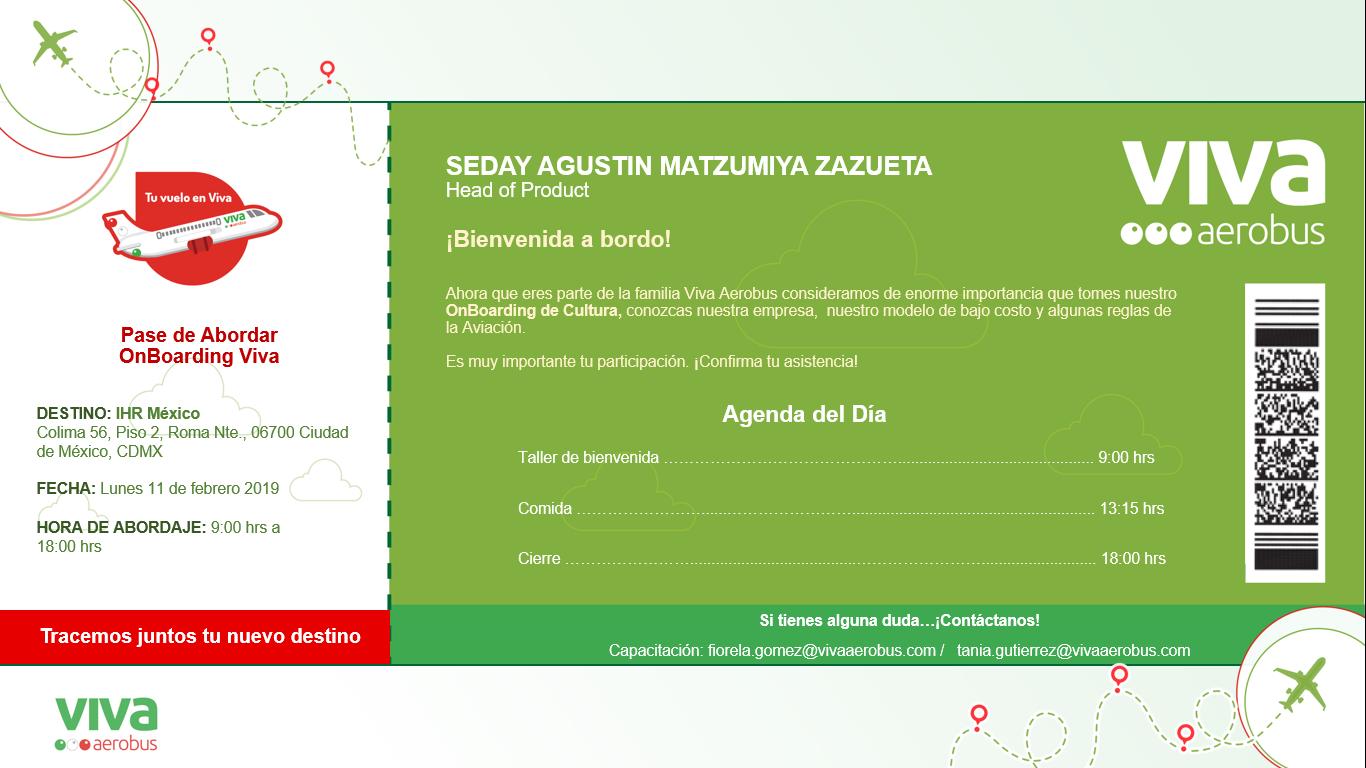 Tu vuelo en Viva
viva
aerobus
Pase de Abordar
OnBoarding Viva
DESTINO: IHR México
Colima 56, Piso 2, Roma Nte., 06700 Ciudad
de México, CDMX
FECHA: Lunes 11 de febrero 2019
HORA DE ABORDAJE: 9:00 hrs a
18:00 hrs
Tracemos juntos tu nuevo destino
viva
aerobus
SEDAY AGUSTIN MATZUMIYA ZAZUETA
Head of Product
viva
aerobus
¡Bienvenida a bordo!
Ahora que eres parte de la familia Viva Aerobus consideramos de enorme importancia que tomes nuestro
OnBoarding de Cultura, conozcas nuestra empresa,  nuestro modelo de bajo costo y algunas reglas de
la Aviación.
Es muy importante tu participación. ¡Confirma tu asistencia!
Agenda del Día
Taller de bienvenida ........................................................................ 9:00 hrs
Comida ........................................................................ 13:15 hrs
Cierre ........................................................................ 18:00 hrs
Si tienes alguna duda…¡Contáctanos!
Capacitación: fiorela.gomez@vivaaerobus.com /   tania.gutierrez@vivaaerobus.com